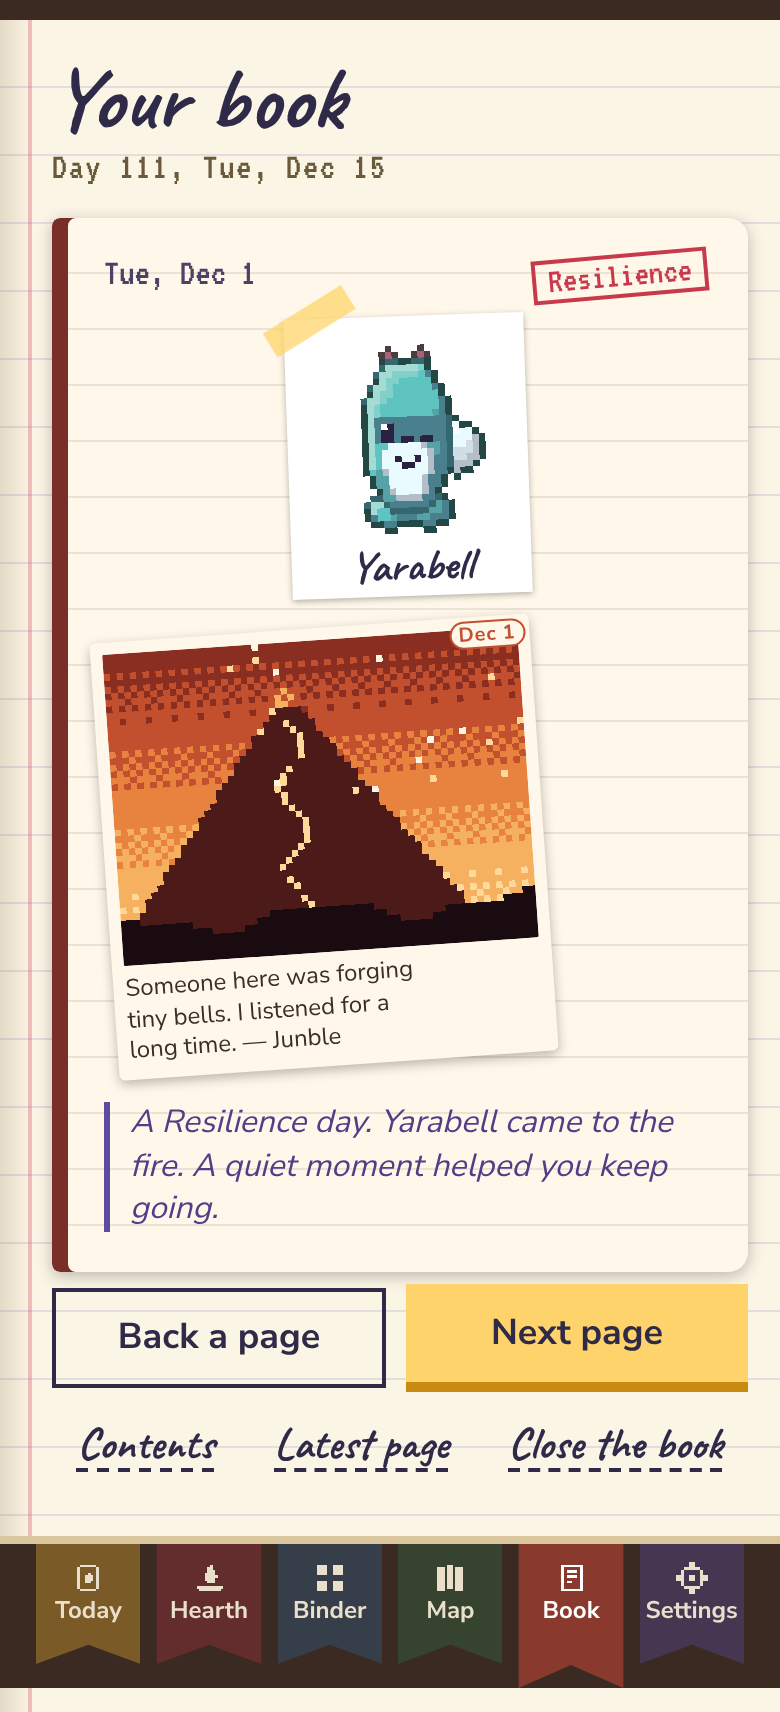 Your book
Day 111, Tue, Dec 15
Tue, Dec 1
Resilience
Yarabell
Dec 1
Someone here was forging
tiny bells. I listened for a
long time. — Junble
A Resilience day. Yarabell came to the
fire. A quiet moment helped you keep
going.
Back a page
Next page
Contents
Latest page
Close the book
Today
Hearth
Binder
Map
Book
Settings